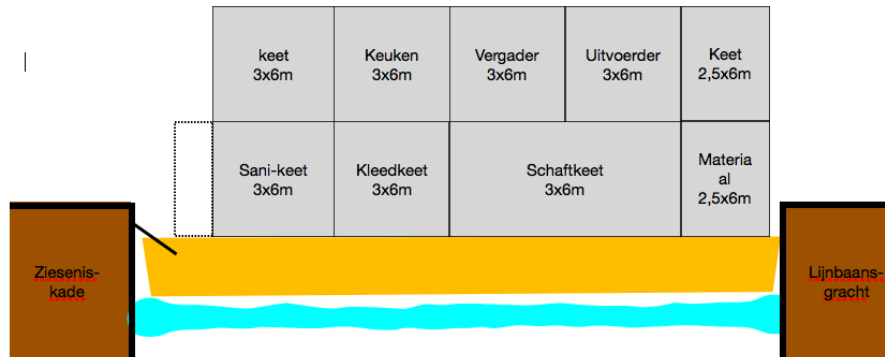 keet
3x6m
Keuken
3x6m
Vergader
3x6m
Uitvoerder
3x6m
Keet
2,5x6m
Sani-keet
3x6m
Kleedkeet
3x6m
Schaftkeet
3x6m
Materia
al
2,5x6m
Ziesenis-
kade
Lijnbaans-
gracht